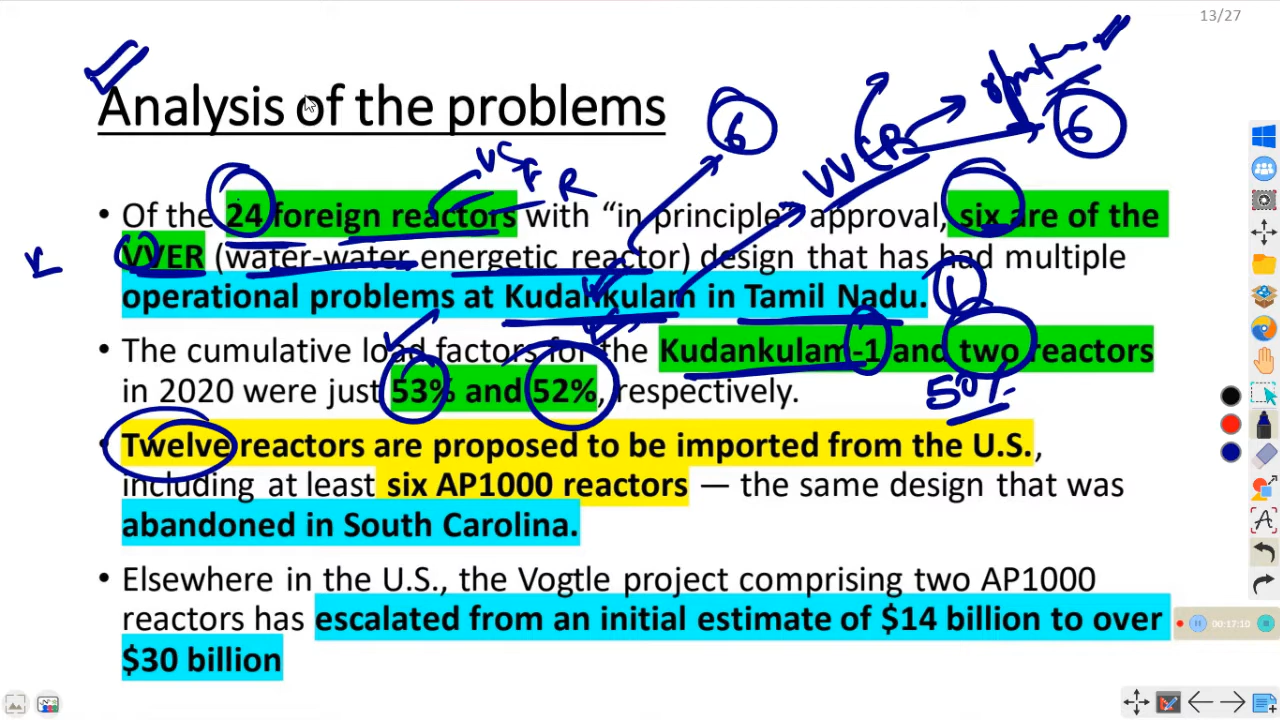 13/27
Analysis of the problems
6
VVER
6
• Of the 24 foreign reactors with “in principle” approval, six are of the
VVER (water-water energetic reactor) design that has had multiple
operational problems at Kudankulam in Tamil Nadu.
• The cumulative load factors for the Kudankulam-1 and two reactors
in 2020 were just 53% and 52%, respectively.
50%
• Twelve reactors are proposed to be imported from the U.S.,
including at least six AP1000 reactors — the same design that was
abandoned in South Carolina.
• Elsewhere in the U.S., the Vogtle project comprising two AP1000
reactors has escalated from an initial estimate of $14 billion to over
$30 billion
00:17:10